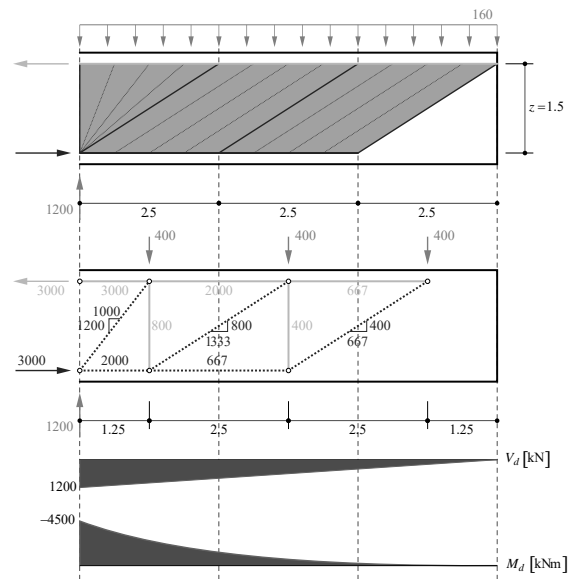 160
z=1.5
1200
2.5 2.5 2.5
400 400 400
3000 3000 2000 667
1000
1200 800 800 400 400
1333 667
3000 2000 667
1200
1.25 2.5 2.5 1.25
V_d [kN]
1200
−4500
M_d [kNm]